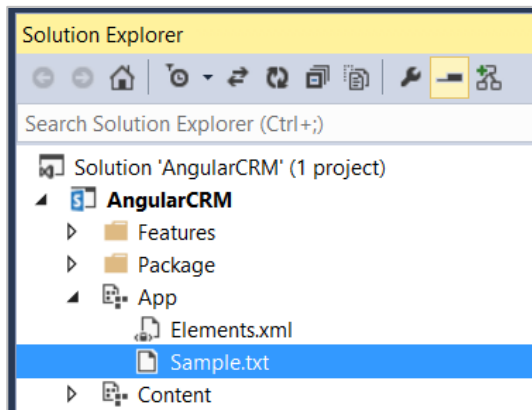 Solution Explorer
Search Solution Explorer (Ctrl+;)
Solution 'AngularCRM' (1 project)
AngularCRM
Features
Package
App
Elements.xml
Sample.txt
Content